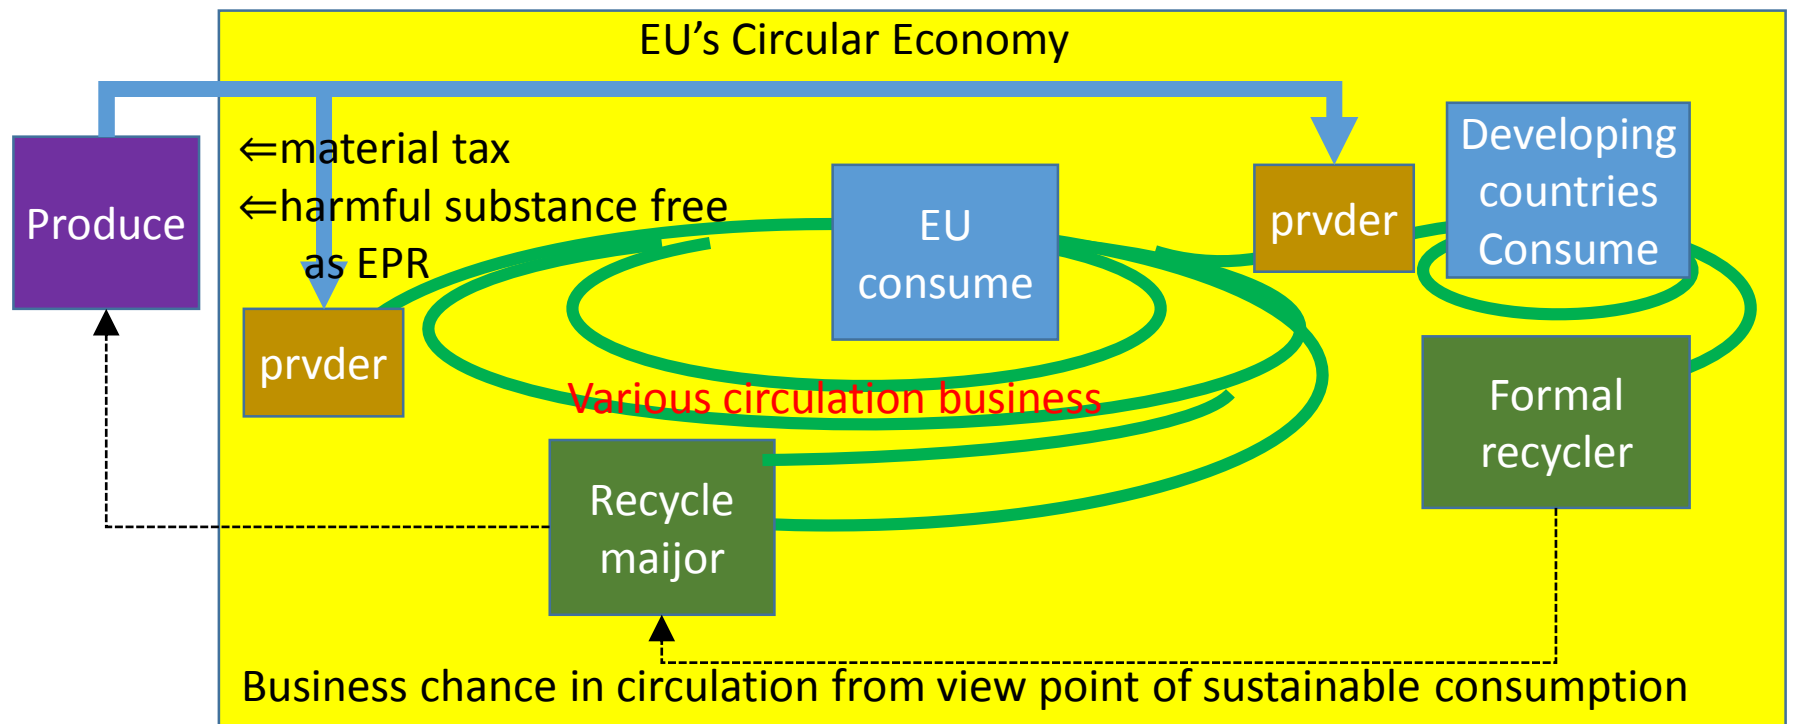 EU's Circular Economy
⇐material tax
⇐harmful substance free
as EPR
Produce
prvder
EU
consume
prvder
Developing
countries
Consume
Various circulation business
Recycle
maijor
Formal
recycler
Business chance in circulation from view point of sustainable consumption